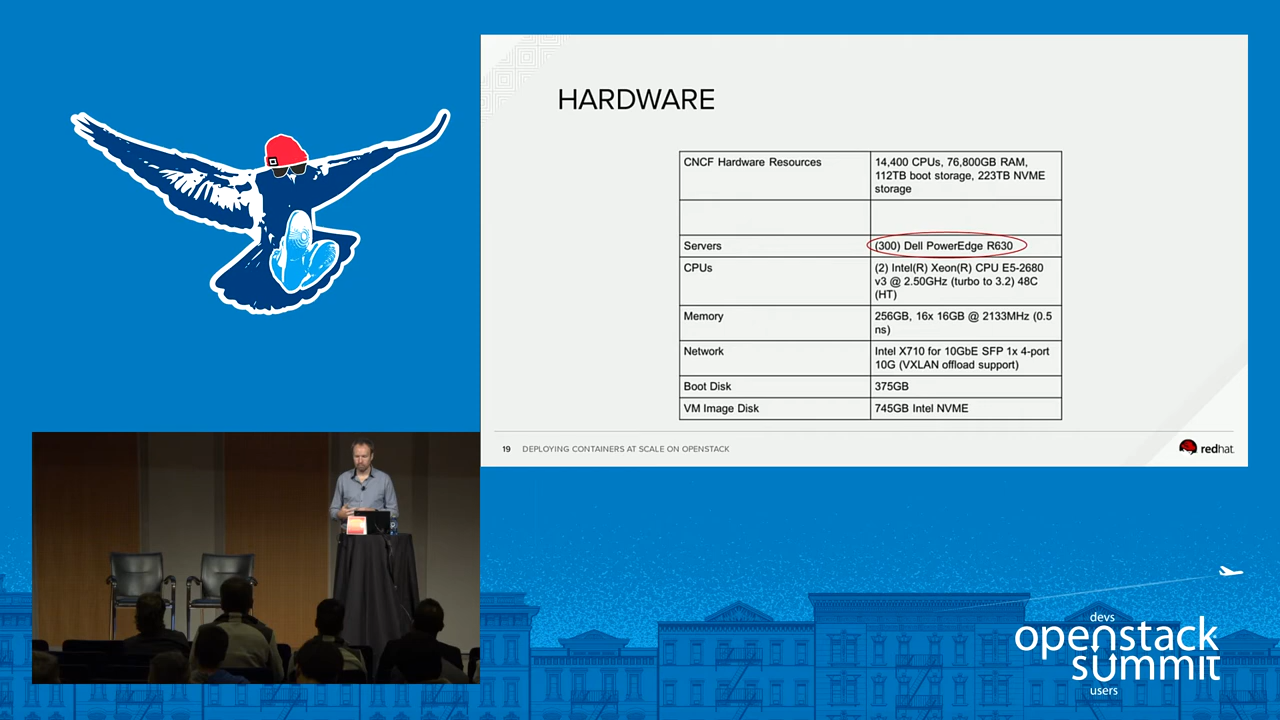 HARDWARE
CNCF Hardware Resources
14,400 CPUs, 76,800GB RAM,
112TB boot storage, 223TB NVME
storage
Servers
(300) Dell PowerEdge R630
CPUs
(2) Intel(R) Xeon(R) CPU E5-2680
v3 @ 2.50GHz (turbo to 3.2) 48C
(HT)
Memory
256GB, 16x 16GB @ 2133MHz (0.5
ns)
Network
Intel X710 for 10GbE SFP 1x 4-port
10G (VXLAN offload support)
Boot Disk
375GB
VM Image Disk
745GB Intel NVME
19 DEPLOYING CONTAINERS AT SCALE ON OPENSTACK
redhat
devs
openstack
summit
users